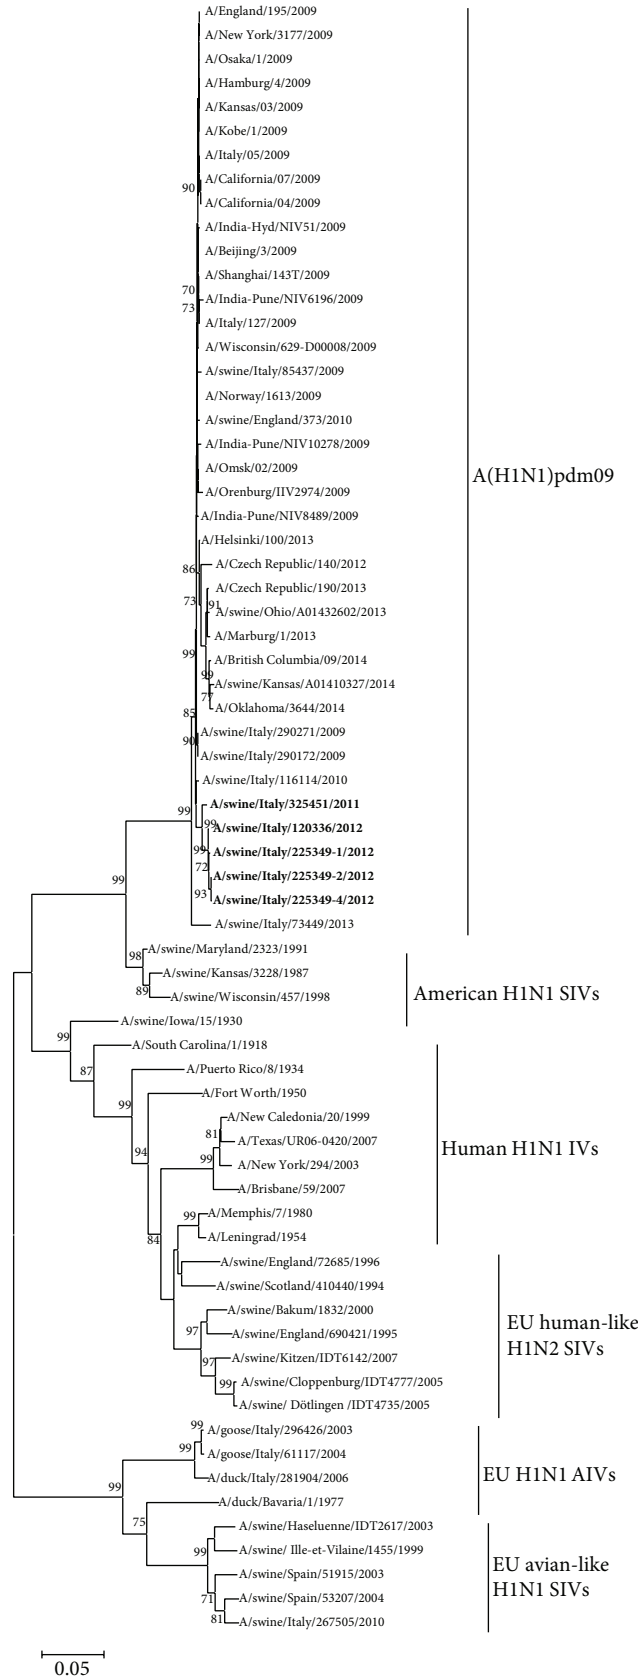 A/England/195/2009
A/New York/3177/2009
A/Osaka/1/2009
A/Hamburg/4/2009
A/Kansas/03/2009
A/Kobe/1/2009
A/Italy/05/2009
A/California/07/2009
90
A/California/04/2009
A/India-Hyd/NIV51/2009
A/Beijing/3/2009
A/Shanghai/143T/2009
70
A/India-Pune/NIV6196/2009
73
A/Italy/127/2009
A/Wisconsin/629-D00008/2009
A/swine/Italy/85437/2009
A/Norway/1613/2009
A/swine/England/373/2010
A/India-Pune/NIV10278/2009
A/Omsk/02/2009
A(H1N1)pdm09
A/Orenburg/IIV2974/2009
A/India-Pune/NIV8489/2009
A/Helsinki/100/2013
A/Czech Republic/140/2012
86
A/Czech Republic/190/2013
73
91
A/swine/Ohio/A01432602/2013
A/Marburg/1/2013
99
A/British Columbia/09/2014
99
A/swine/Kansas/A01410327/2014
77
A/Oklahoma/3644/2014
85
A/swine/Italy/290271/2009
90
A/swine/Italy/290172/2009
A/swine/Italy/116114/2010
A/swine/Italy/325451/2011
99
99
A/swine/Italy/120336/2012
99
A/swine/Italy/225349-1/2012
72
A/swine/Italy/225349-2/2012
99
93
A/swine/Italy/225349-4/2012
A/swine/Italy/73449/2013
A/swine/Maryland/2323/1991
98
A/swine/Kansas/3228/1987
89
A/swine/Wisconsin/457/1998
American H1N1 SIVs
A/swine/Iowa/15/1930
99
A/South Carolina/1/1918
87
A/Puerto Rico/8/1934
99
A/Fort Worth/1950
A/New Caledonia/20/1999
81
A/Texas/UR06-0420/2007
94
Human H1N1 IVs
99
A/New York/294/2003
A/Brisbane/59/2007
99
A/Memphis/7/1980
84
A/Leningrad/1954
A/swine/England/72685/1996
A/swine/Scotland/410440/1994
A/swine/Bakum/1832/2000
97
A/swine/England/690421/1995
EU human-like
H1N2 SIVs
97
A/swine/Kitzen/IDT6142/2007
99
A/swine/Cloppenburg/IDT4777/2005
A/swine/ Dötlingen /IDT4735/2005
99
A/goose/Italy/296426/2003
99
A/goose/Italy/61117/2004
A/duck/Italy/281904/2006
EU H1N1 AIVs
99
A/duck/Bavaria/1/1977
75
A/swine/Haseluenne/IDT2617/2003
99
A/swine/ Ille-et-Vilaine/1455/1999
A/swine/Spain/51915/2003
EU avian-like
H1N1 SIVs
71
A/swine/Spain/53207/2004
81
A/swine/Italy/267505/2010
0.05